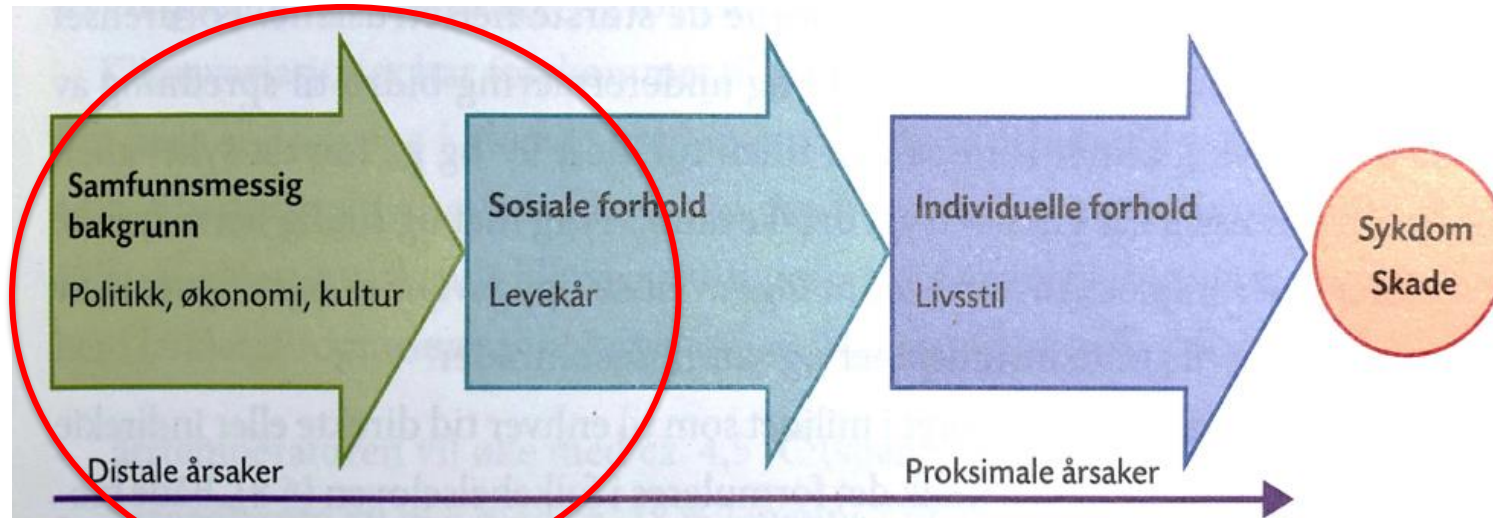 Samfunnsmessig
bakgrunn
Politikk, økonomi, kultur
Sosiale forhold
Levekår
Individuelle forhold
Livsstil
Sykdom
Skade
Distale årsaker
Proksimale årsaker